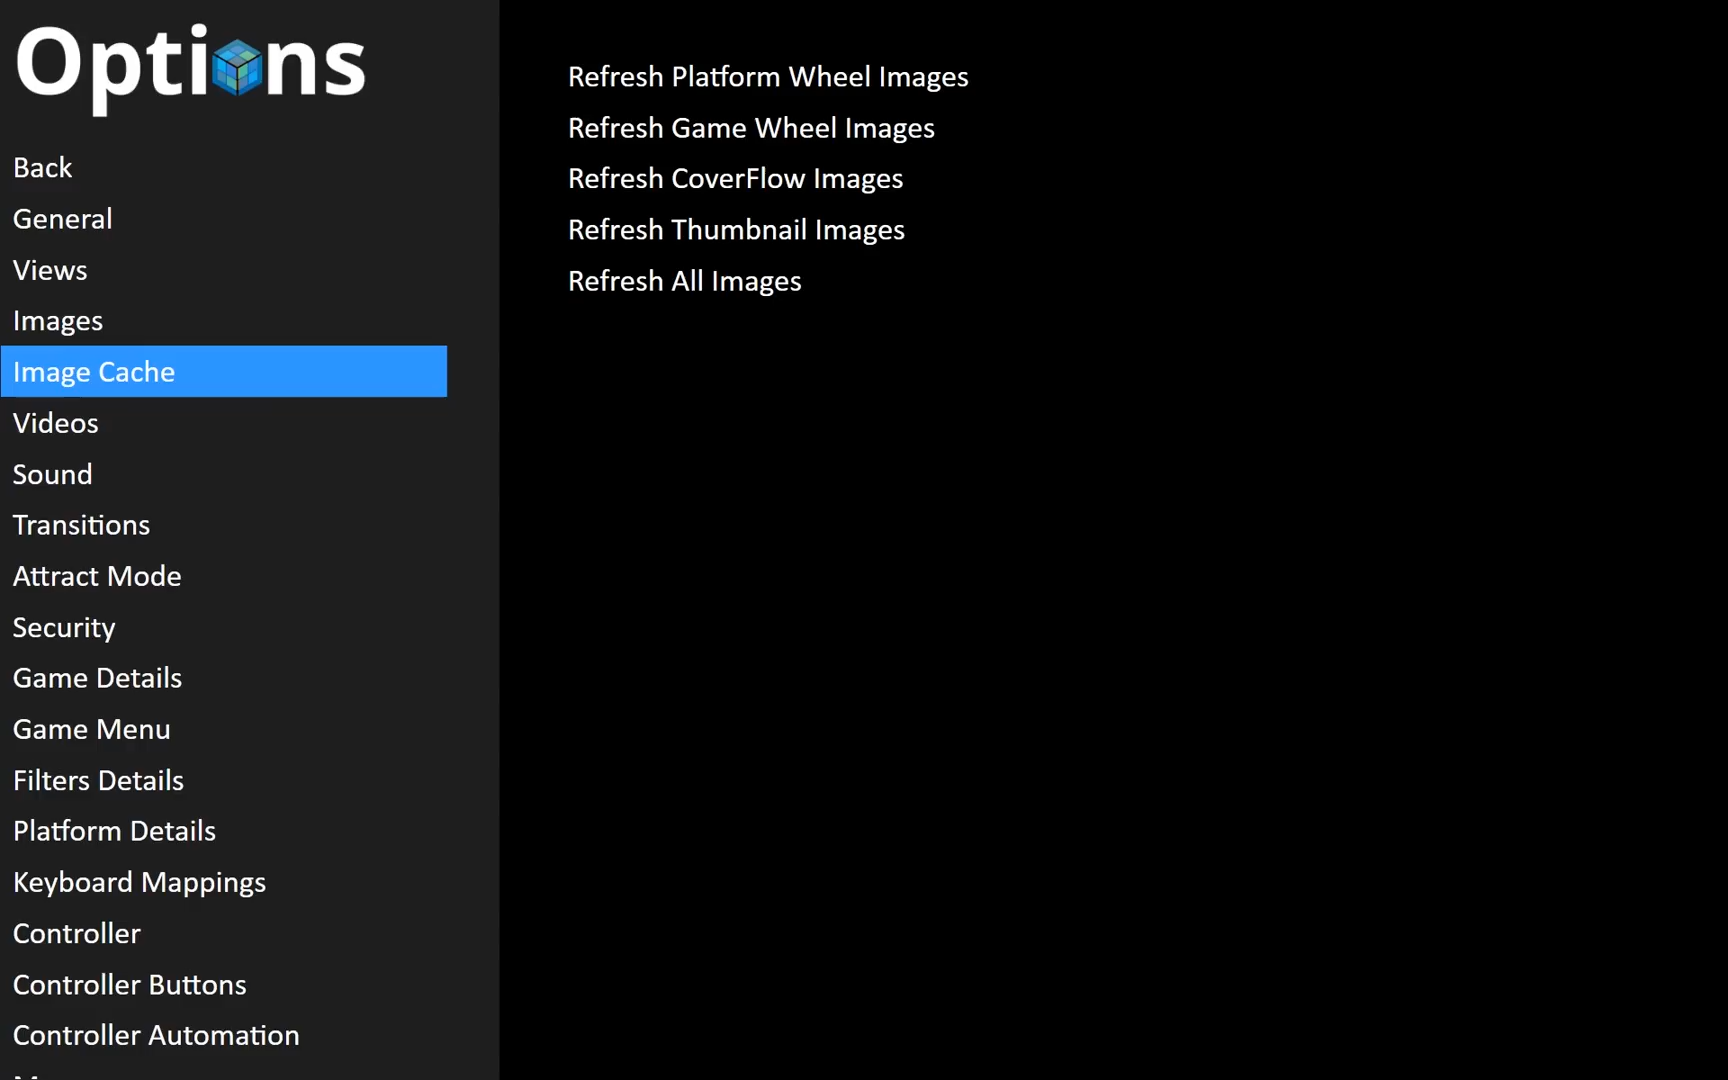 Options
Back
General
Views
Images
Image Cache
Videos
Sound
Transitions
Attract Mode
Security
Game Details
Game Menu
Filters Details
Platform Details
Keyboard Mappings
Controller
Controller Buttons
Controller Automation
Refresh Platform Wheel Images
Refresh Game Wheel Images
Refresh CoverFlow Images
Refresh Thumbnail Images
Refresh All Images